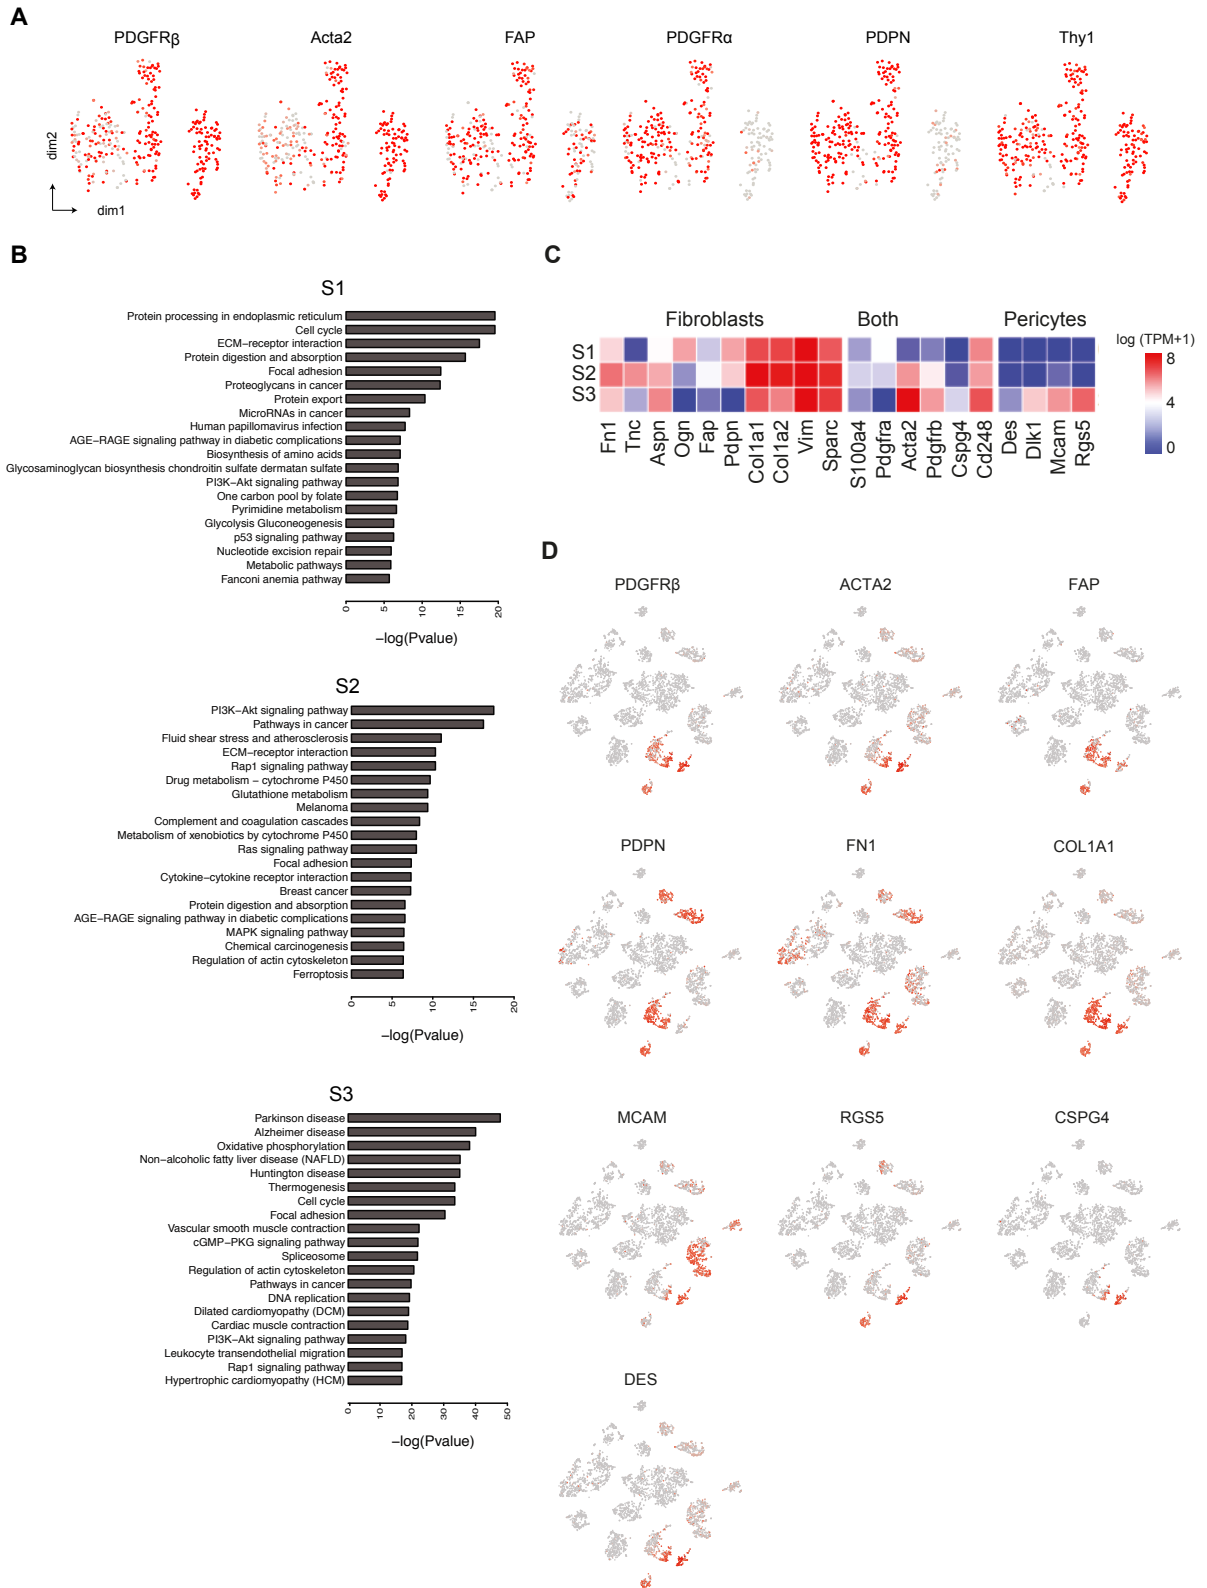 A
PDGFRβ
Acta2
FAP
PDGFRα
PDPN
Thy1
dim2
dim1
B
S1
Protein processing in endoplasmic reticulum
Cell cycle
ECM−receptor interaction
Protein digestion and absorption
Focal adhesion
Proteoglycans in cancer
Protein export
MicroRNAs in cancer
Human papillomavirus infection
AGE−RAGE signaling pathway in diabetic complications
Biosynthesis of amino acids
Glycosaminoglycan biosynthesis chondroitin sulfate dermatan sulfate
PI3K−Akt signaling pathway
One carbon pool by folate
Pyrimidine metabolism
Glycolysis Gluconeogenesis
p53 signaling pathway
Nucleotide excision repair
Metabolic pathways
Fanconi anemia pathway
0 5 10 15 20
−log(Pvalue)
S2
PI3K−Akt signaling pathway
Pathways in cancer
Fluid shear stress and atherosclerosis
ECM−receptor interaction
Rap1 signaling pathway
Drug metabolism − cytochrome P450
Glutathione metabolism
Melanoma
Complement and coagulation cascades
Metabolism of xenobiotics by cytochrome P450
Ras signaling pathway
Focal adhesion
Cytokine−cytokine receptor interaction
Breast cancer
Protein digestion and absorption
AGE−RAGE signaling pathway in diabetic complications
MAPK signaling pathway
Chemical carcinogenesis
Regulation of actin cytoskeleton
Ferroptosis
0 5 10 15 20
−log(Pvalue)
S3
Parkinson disease
Alzheimer disease
Oxidative phosphorylation
Non−alcoholic fatty liver disease (NAFLD)
Huntington disease
Thermogenesis
Cell cycle
Focal adhesion
Vascular smooth muscle contraction
cGMP−PKG signaling pathway
Spliceosome
Regulation of actin cytoskeleton
Pathways in cancer
DNA replication
Dilated cardiomyopathy (DCM)
Cardiac muscle contraction
PI3K−Akt signaling pathway
Leukocyte transendothelial migration
Rap1 signaling pathway
Hypertrophic cardiomyopathy (HCM)
0 10 20 30 40 50
−log(Pvalue)
C
Fibroblasts
Both
Pericytes
log (TPM+1)
S1
S2
S3
8
4
0
Fn1
Tnc
Aspn
Ogn
Fap
Pdpn
Col1a1
Col1a2
Vim
Sparc
S100a4
Pdgfra
Acta2
Pdgfrb
Cspg4
Cd248
Des
Dlk1
Mcam
Rgs5
D
PDGFRβ
ACTA2
FAP
PDPN
FN1
COL1A1
MCAM
RGS5
CSPG4
DES